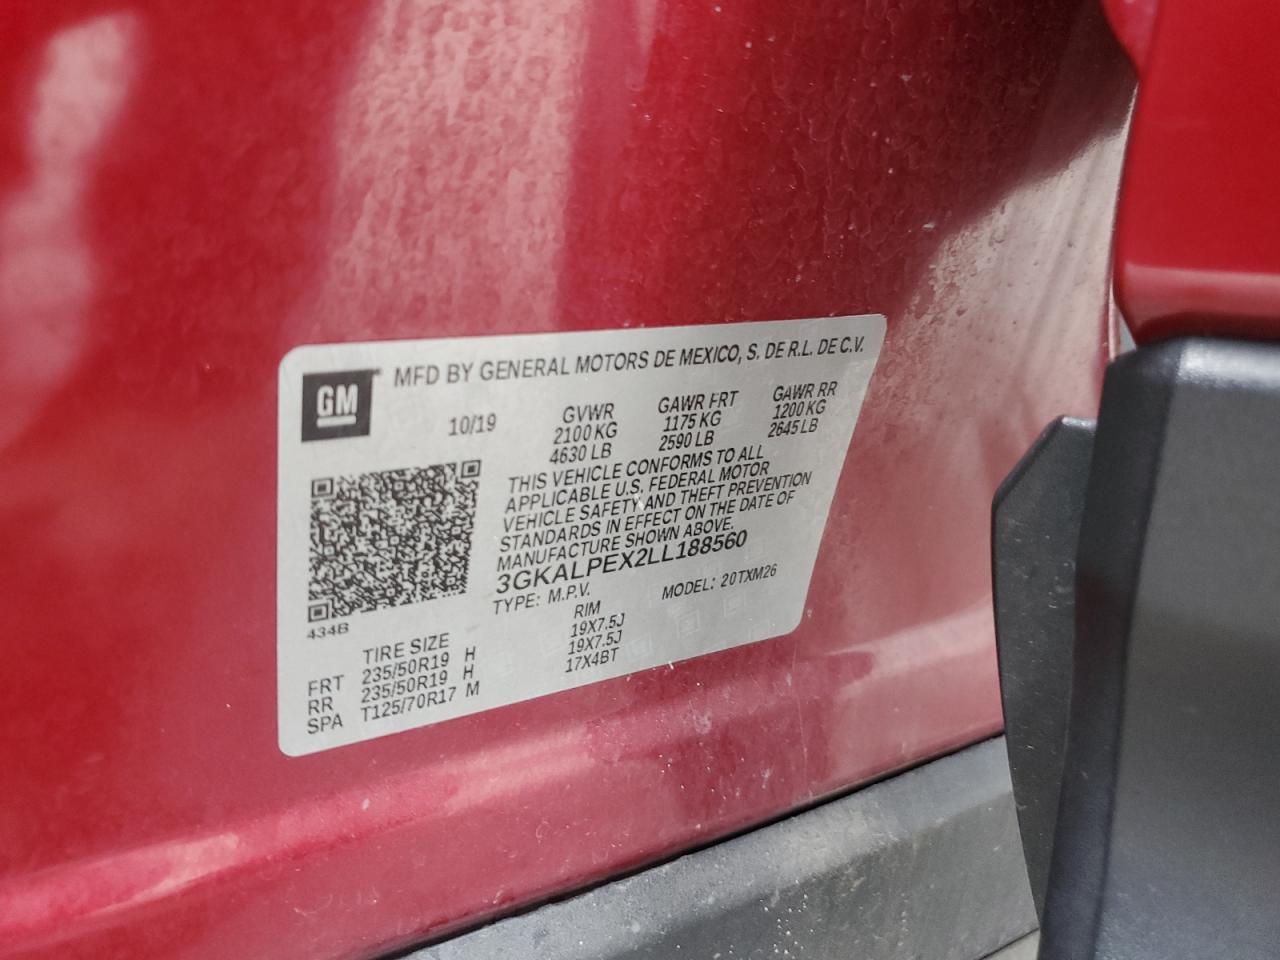 GM
MFD BY GENERAL MOTORS DE MEXICO, S. DE R.L. DE C.V.
10/19 GVWR GAWR FRT GAWR RR
2100 KG 1175 KG 1200 KG
4630 LB 2590 LB 2645 LB
THIS VEHICLE CONFORMS TO ALL
APPLICABLE U.S. FEDERAL MOTOR
VEHICLE SAFETY AND THEFT PREVENTION
STANDARDS IN EFFECT ON THE DATE OF
MANUFACTURE SHOWN ABOVE.
3GKALPEX2LL188560
TYPE: M.P.V. MODEL: 20TXM26
434B
TIRE SIZE RIM
FRT 235/50R19 H 19X7.5J
RR 235/50R19 H 19X7.5J
SPA T125/70R17 M 17X4BT